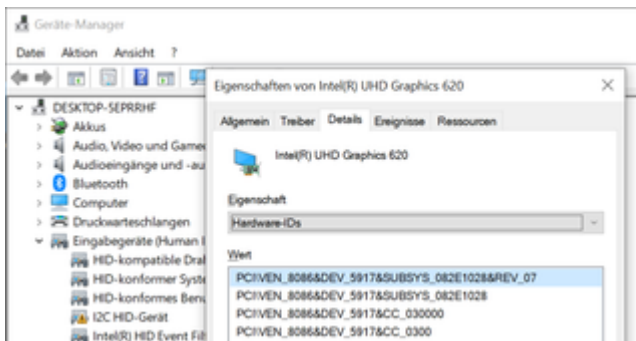 Geräte-Manager
Datei Aktion Ansicht ?
DESKTOP-SEPRRHF
Akkus
Audio, Video und Gamec
Audioeingänge und -au
Bluetooth
Computer
Druckwarteschlangen
Eingabegeräte (Human I
HID-kompatible Drah
HID-konformer Syste
HID-konformes Benu
I2C HID-Gerät
Intel(R) HID Event Filt
Eigenschaften von Intel(R) UHD Graphics 620
Allgemein Treiber Details Ereignisse Ressourcen
Intel(R) UHD Graphics 620
Eigenschaft
Hardware-IDs
Wert
PCI\VEN_8086&DEV_5917&SUBSYS_082E1028&REV_07
PCI\VEN_8086&DEV_5917&SUBSYS_082E1028
PCI\VEN_8086&DEV_5917&CC_030000
PCI\VEN_8086&DEV_5917&CC_0300